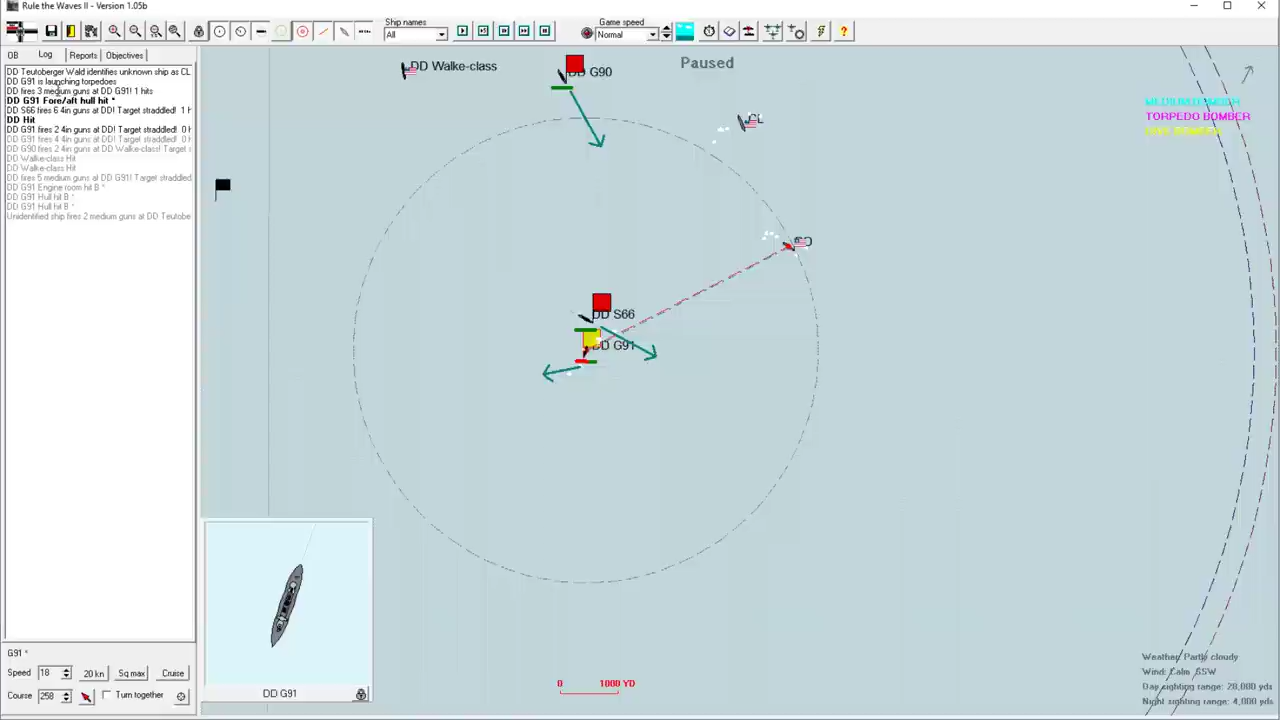 Rule the Waves II - Version 1.05b
Ship names
All
Game speed
Normal
OB Log Reports Objectives
DD Teutoberger Wald identifies unknown ship as CL
DD G91 is launching torpedoes
DD fires 3 medium guns at DD G91! 1 hits
DD G91 Fore/aft hull hit *
DD S66 fires 6 4in guns at DD! Target straddled! 1 h
DD Hit
DD G91 fires 2 4in guns at DD! Target straddled! 0 h
DD G91 fires 4 4in guns at DD! Target straddled! 0 h
DD G90 fires 2 4in guns at DD Walke-class! Target s
DD Walke-class Hit
DD Walke-class Hit
DD fires 5 medium guns at DD G91! Target straddled
DD G91 Engine room hit B *
DD G91 Hull hit B *
DD G91 Hull hit B *
Unidentified ship fires 2 medium guns at DD Teutobe
DD Walke-class
DD G90
Paused
CL
TORPEDO BOMBER
DD S66
DD G91
0 1000 YD
Weather: Partly cloudy
Wind: Calm SSW
Day sighting range: 28,000 yds
Night sighting range: 4,000 yds
DD G91
G91 *
Speed 18 20 kn Sq max Cruise
Course 258 Turn together